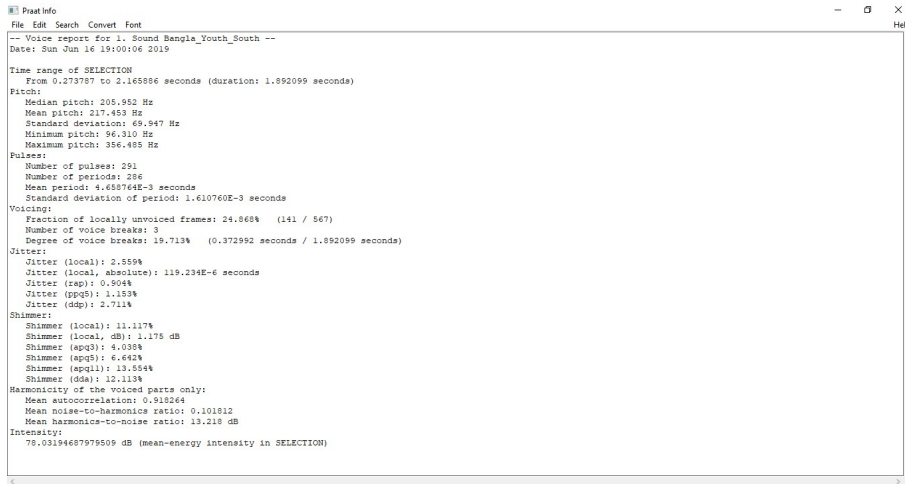 Praat Info
File Edit Search Convert Font Hel
-- Voice report for 1. Sound Bangla_Youth_South --
Date: Sun Jun 16 19:00:06 2019
Time range of SELECTION
From 0.273787 to 2.165886 seconds (duration: 1.892099 seconds)
Pitch:
Median pitch: 205.952 Hz
Mean pitch: 217.453 Hz
Standard deviation: 69.947 Hz
Minimum pitch: 96.310 Hz
Maximum pitch: 356.485 Hz
Pulses:
Number of pulses: 291
Number of periods: 286
Mean period: 4.658764E-3 seconds
Standard deviation of period: 1.610760E-3 seconds
Voicing:
Fraction of locally unvoiced frames: 24.868% (141 / 567)
Number of voice breaks: 3
Degree of voice breaks: 19.713% (0.372992 seconds / 1.892099 seconds)
Jitter:
Jitter (local): 2.559%
Jitter (local, absolute): 119.234E-6 seconds
Jitter (rap): 0.904%
Jitter (ppq5): 1.153%
Jitter (ddp): 2.711%
Shimmer:
Shimmer (local): 11.117%
Shimmer (local, dB): 1.175 dB
Shimmer (apq3): 4.038%
Shimmer (apq5): 6.642%
Shimmer (apq11): 13.554%
Shimmer (dda): 12.113%
Harmonicity of the voiced parts only:
Mean autocorrelation: 0.918264
Mean noise-to-harmonics ratio: 0.101812
Mean harmonics-to-noise ratio: 13.218 dB
Intensity:
78.03194687979509 dB (mean-energy intensity in SELECTION)